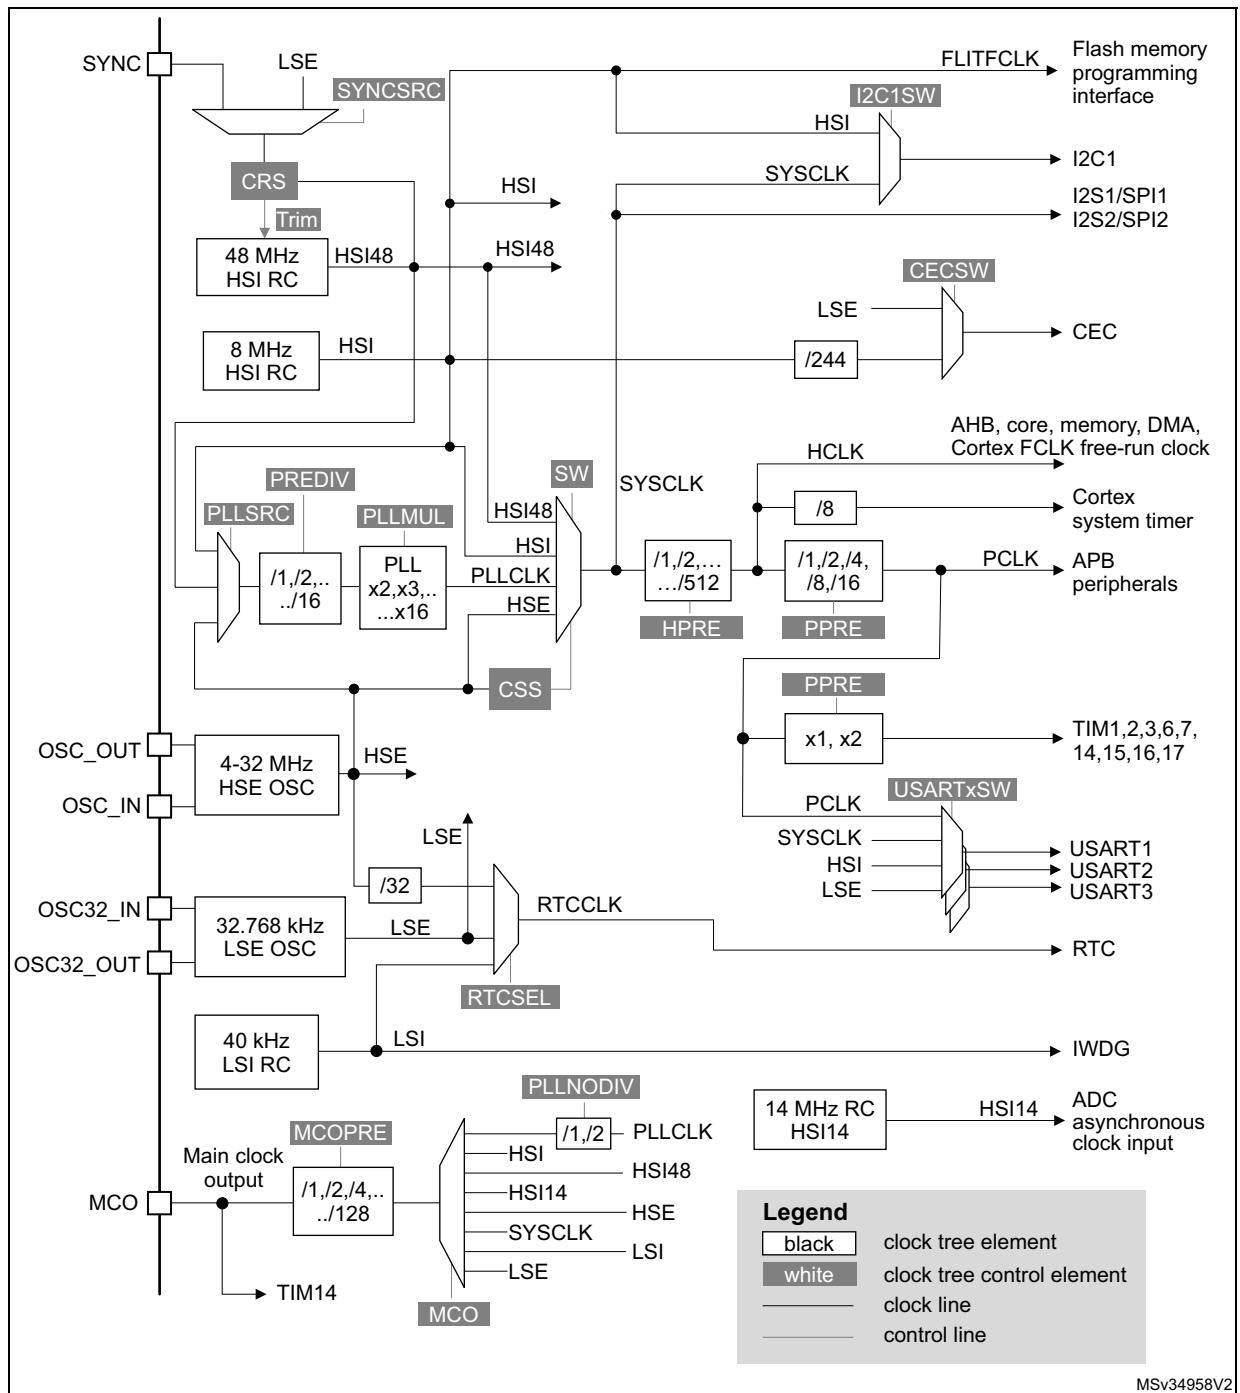 SYNC
LSE
SYNCSRC
FLITFCLK
Flash memory
programming
interface
I2C1SW
HSI
I2C1
SYSCLK
CRS
HSI
I2S1/SPI1
I2S2/SPI2
Trim
48 MHz
HSI RC
HSI48
HSI48
CECSW
LSE
CEC
8 MHz
HSI RC
HSI
/244
AHB, core, memory, DMA,
Cortex FCLK free-run clock
HCLK
SW
SYSCLK
PREDIV
PLLSRC
PLLMUL
HSI48
/8
Cortex
system timer
HSI
/1,/2,..
../16
PLL
x2,x3,..
...x16
PLLCLK
HSE
/1,/2,…
…/512
/1,/2,/4,
/8,/16
PCLK
APB
peripherals
HPRE
PPRE
CSS
PPRE
OSC_OUT
4-32 MHz
HSE OSC
HSE
x1, x2
TIM1,2,3,6,7,
14,15,16,17
OSC_IN
USARTxSW
PCLK
SYSCLK
HSI
LSE
USART1
USART2
USART3
LSE
/32
OSC32_IN
32.768 kHz
LSE OSC
LSE
RTCCLK
OSC32_OUT
RTC
RTCSEL
40 kHz
LSI RC
LSI
IWDG
PLLNODIV
14 MHz RC
HSI14
HSI14
ADC
asynchronous
clock input
MCOPRE
/1,/2
PLLCLK
Main clock
output
HSI
HSI48
MCO
/1,/2,/4,..
../128
HSI14
HSE
SYSCLK
LSI
LSE
TIM14
MCO
Legend
black
clock tree element
white
clock tree control element
clock line
control line
MSv34958V2